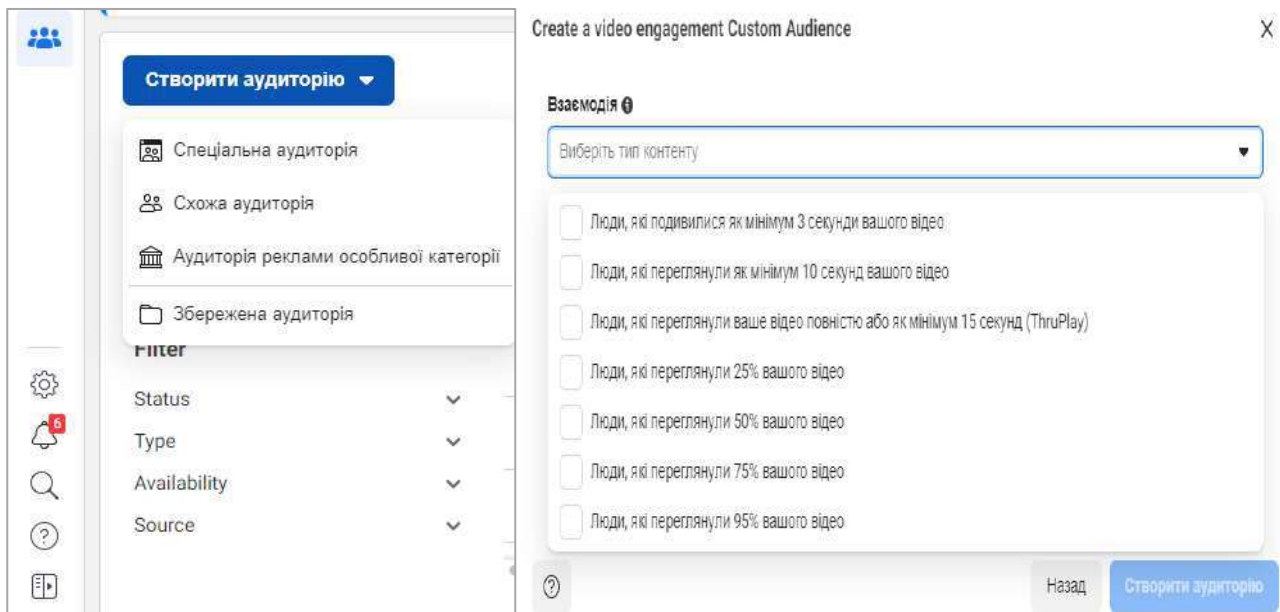 Створити аудиторію
Спеціальна аудиторія
Схожа аудиторія
Аудиторія реклами особливої категорії
Збережена аудиторія
Filter
Status
Type
Availability
Source
6
Create a video engagement Custom Audience
Взаємодія
Виберіть тип контенту
Люди, які подивилися як мінімум 3 секунди вашого відео
Люди, які переглянули як мінімум 10 секунд вашого відео
Люди, які переглянули ваше відео повністю або як мінімум 15 секунд (ThruPlay)
Люди, які переглянули 25% вашого відео
Люди, які переглянули 50% вашого відео
Люди, які переглянули 75% вашого відео
Люди, які переглянули 95% вашого відео
Назад
Створити аудиторію